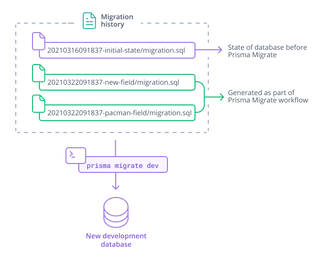 Migration
history
20210316091837-initial-state/migration.sql
State of database before
Prisma Migrate
20210322091837-new-field/migration.sql
Generated as part of
Prisma Migrate workflow
20210322091837-pacman-field/migration.sql
prisma migrate dev
New development
database